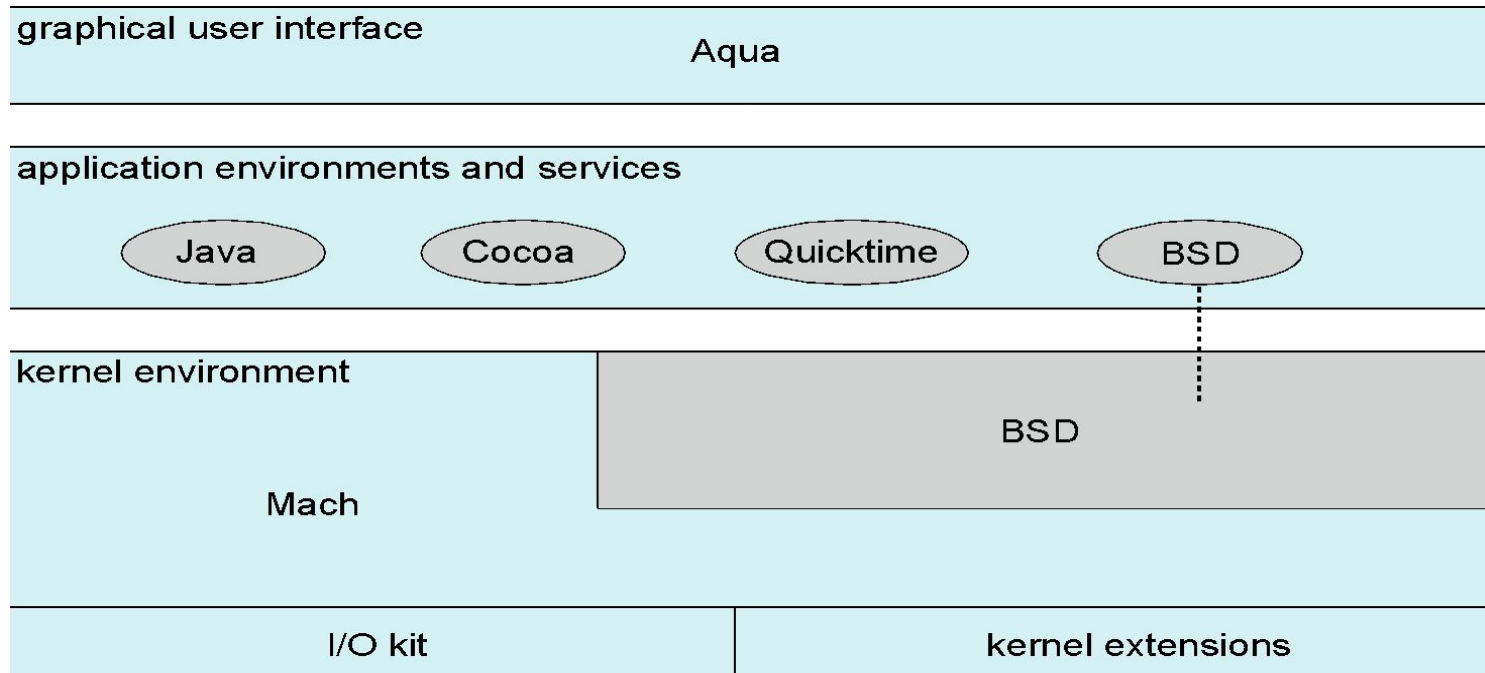 graphical user interface
Aqua
application environments and services
Java
Cocoa
Quicktime
BSD
kernel environment
BSD
Mach
I/O kit
kernel extensions